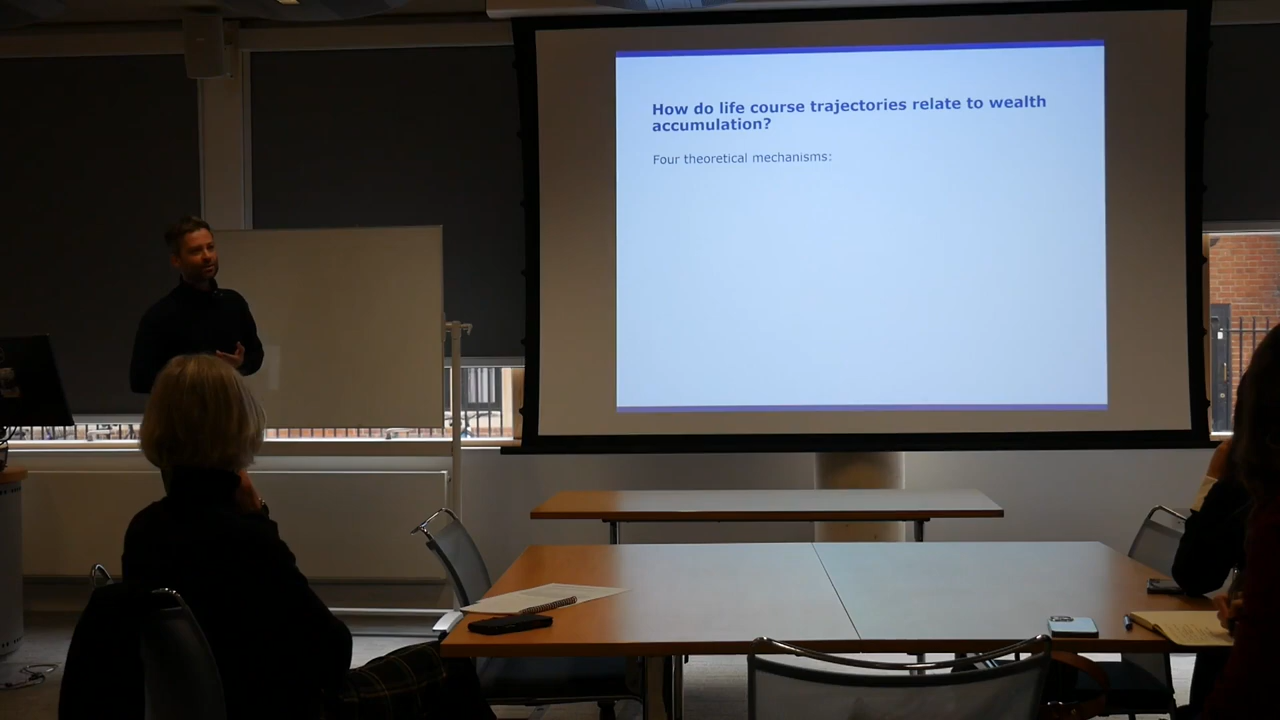 How do life course trajectories relate to wealth
accumulation?
Four theoretical mechanisms: